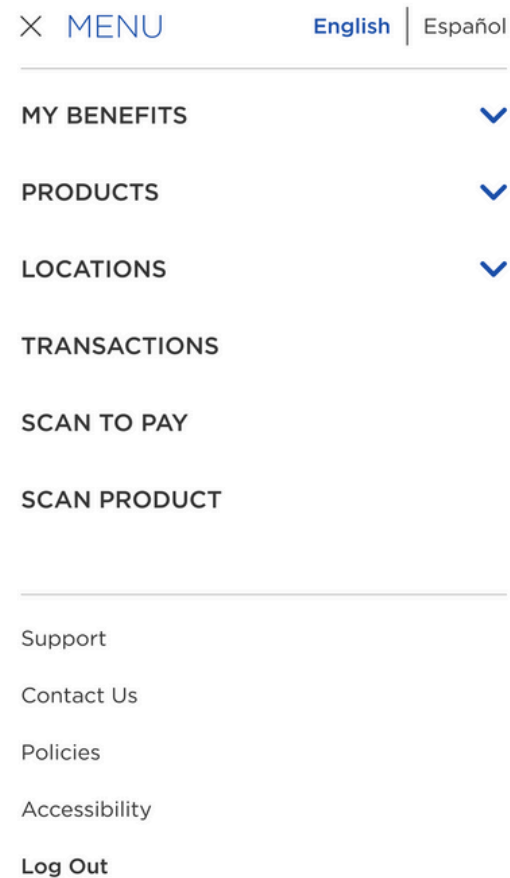 × MENU English | Español
MY BENEFITS
PRODUCTS
LOCATIONS
TRANSACTIONS
SCAN TO PAY
SCAN PRODUCT
Support
Contact Us
Policies
Accessibility
Log Out